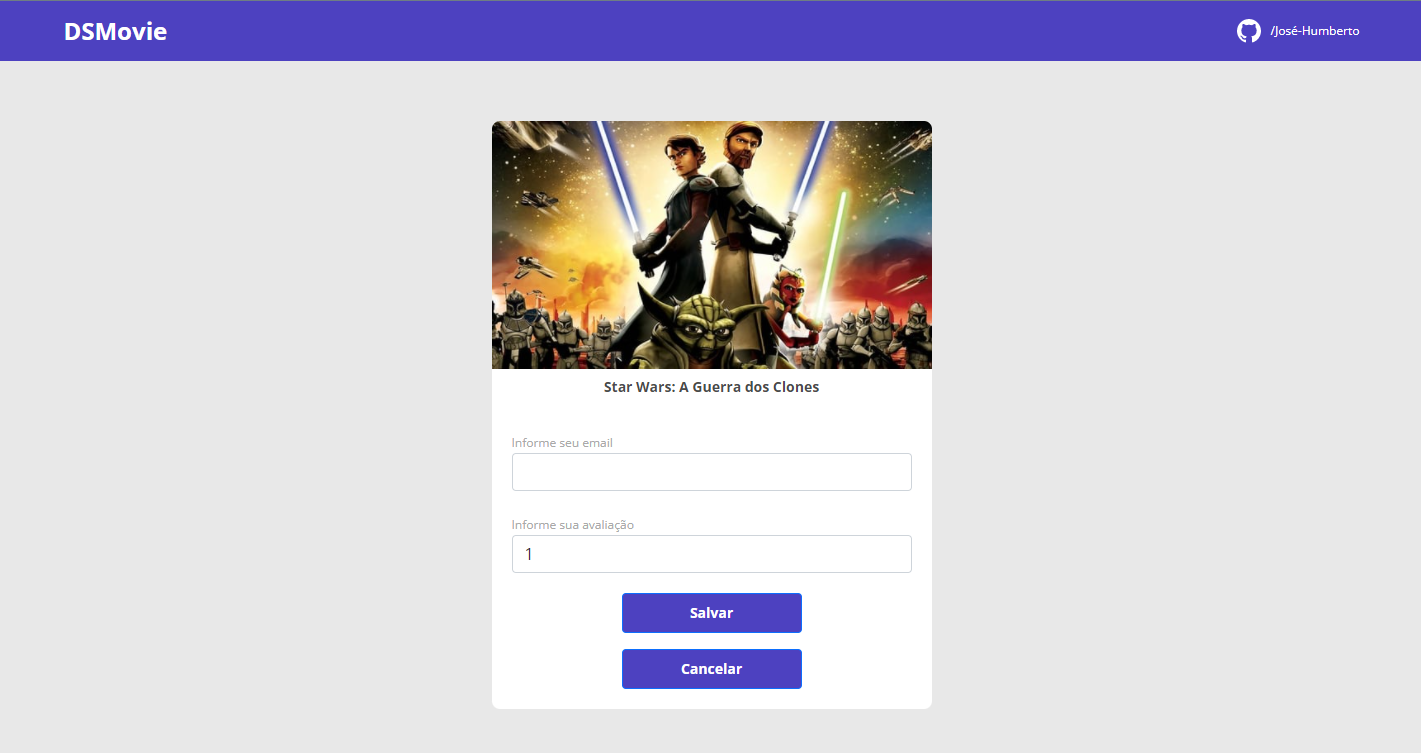 DSMovie
/José-Humberto
Star Wars: A Guerra dos Clones
Informe seu email
Informe sua avaliação
1
Salvar
Cancelar